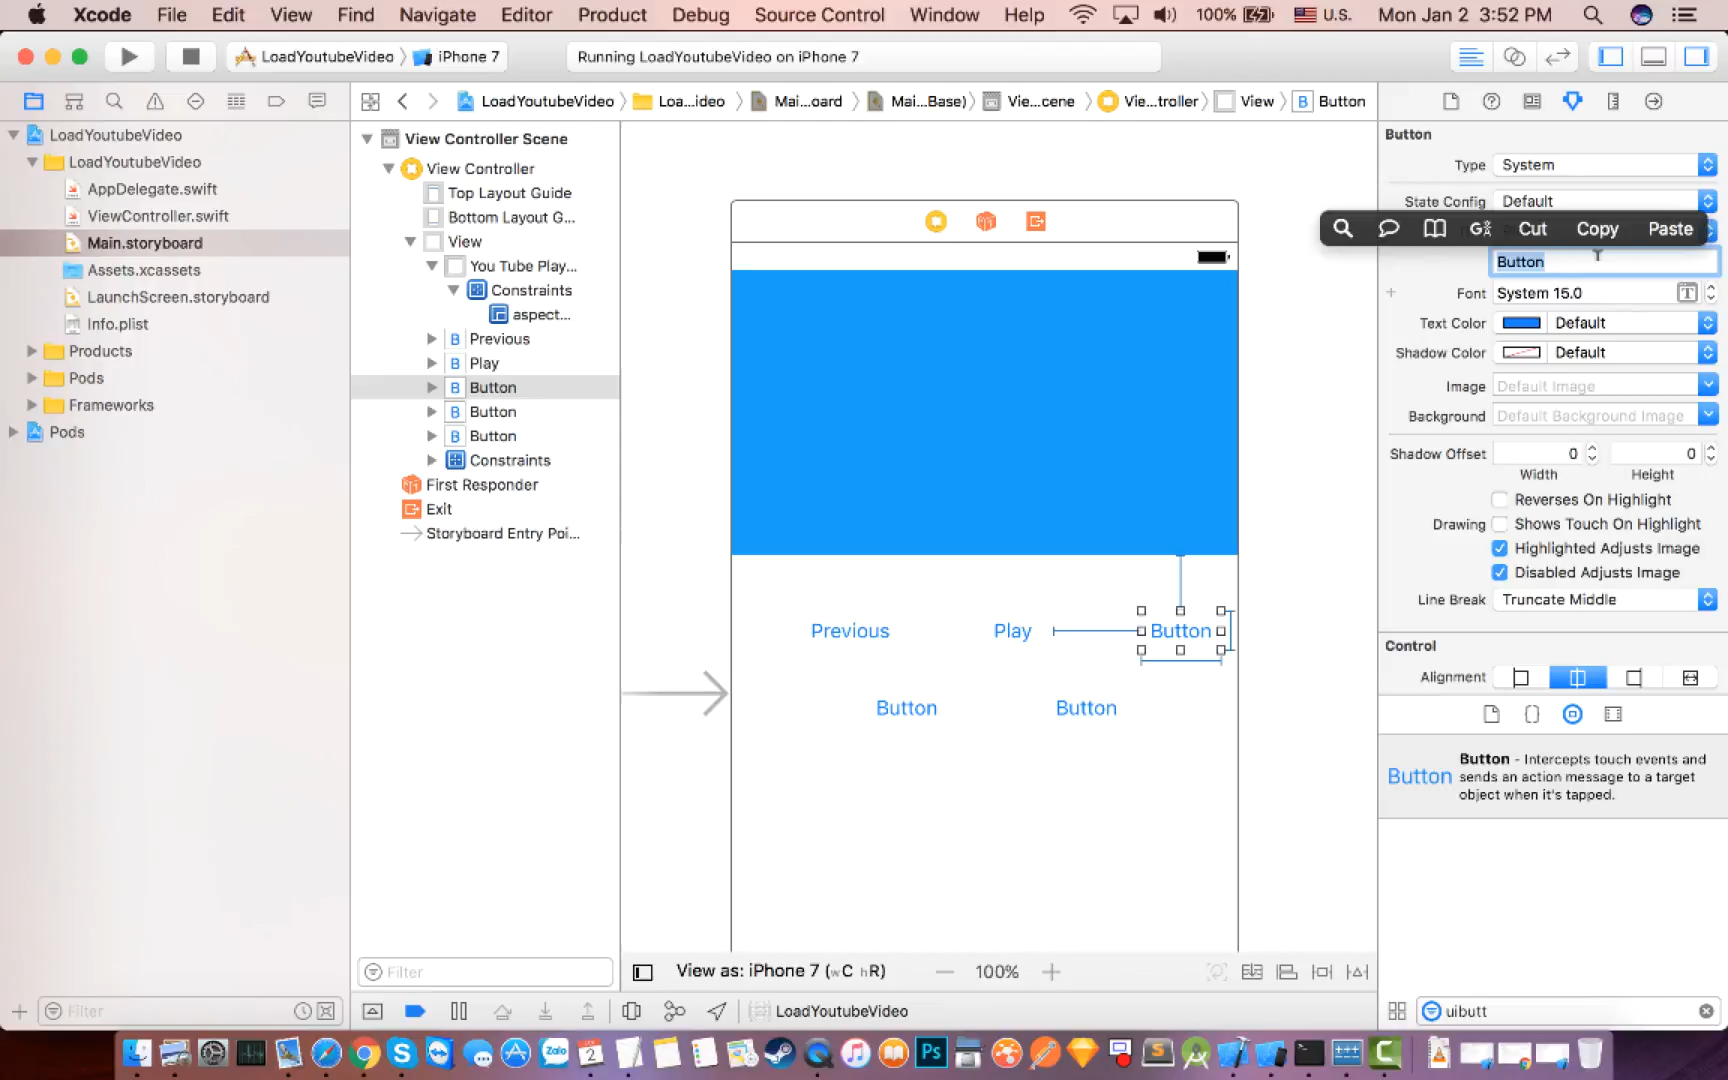 Xcode File Edit View Find Navigate Editor Product Debug Source Control Window Help 100% U.S. Mon Jan 2 3:52 PM
LoadYoutubeVideo iPhone 7 Running LoadYoutubeVideo on iPhone 7
LoadYoutubeVideo Loa...ideo Mai...oard Mai...Base) Vie...cene Vie...troller View B Button
LoadYoutubeVideo
LoadYoutubeVideo
AppDelegate.swift
ViewController.swift
Main.storyboard
Assets.xcassets
LaunchScreen.storyboard
Info.plist
Products
Pods
Frameworks
Pods
Filter
View Controller Scene
View Controller
Top Layout Guide
Bottom Layout G...
View
You Tube Play...
Constraints
aspect...
B Previous
B Play
B Button
B Button
B Button
Constraints
First Responder
Exit
Storyboard Entry Poi...
Filter
Previous Play Button
Button Button
View as: iPhone 7 (wC hR) 100%
LoadYoutubeVideo
Button
Type System
State Config Default
Cut Copy Paste
Button
Font System 15.0 T
Text Color Default
Shadow Color Default
Image Default Image
Background Default Background Image
Shadow Offset 0 0
Width Height
Reverses On Highlight
Drawing Shows Touch On Highlight
Highlighted Adjusts Image
Disabled Adjusts Image
Line Break Truncate Middle
Control
Alignment
Button Button - Intercepts touch events and
sends an action message to a target
object when it's tapped.
uibutt
Zalo 2 Ps